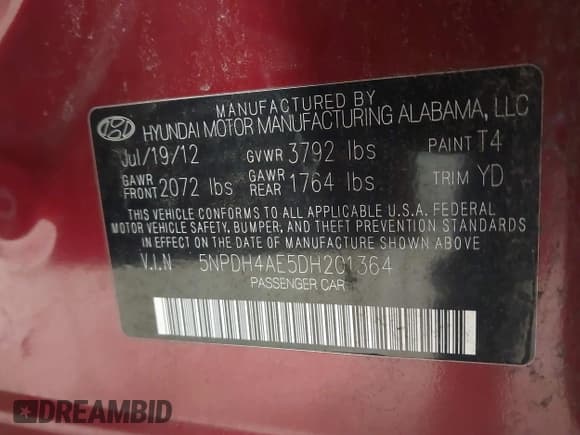 MANUFACTURED BY
HYUNDAI MOTOR MANUFACTURING ALABAMA, LLC
Jul/19/12 GVWR 3792 lbs PAINT T4
GAWR FRONT 2072 lbs GAWR REAR 1764 lbs TRIM YD
THIS VEHICLE CONFORMS TO ALL APPLICABLE U.S.A. FEDERAL
MOTOR VEHICLE SAFETY, BUMPER, AND THEFT PREVENTION STANDARDS
IN EFFECT ON THE DATE OF MANUFACTURE SHOWN ABOVE.
V.I.N 5NPDH4AE5DH201364
PASSENGER CAR
DREAMBID